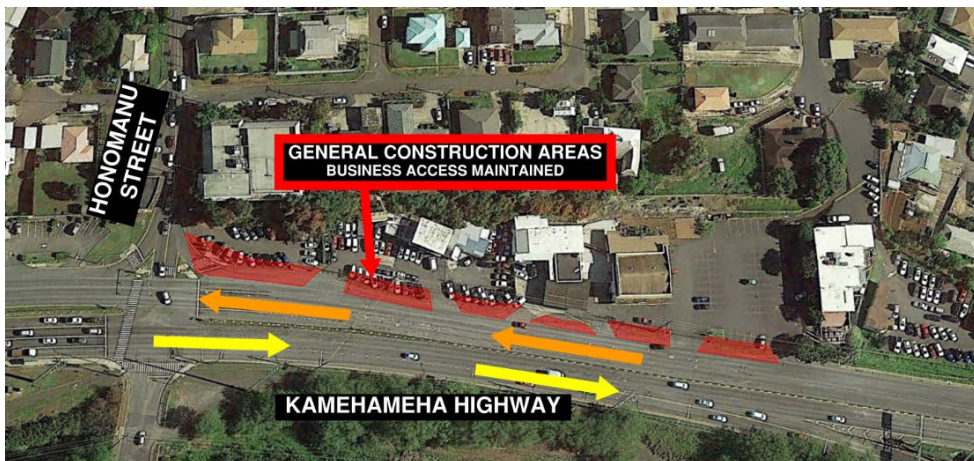 HONOMANU
STREET
GENERAL CONSTRUCTION AREAS
BUSINESS ACCESS MAINTAINED
KAMEHAMEHA HIGHWAY